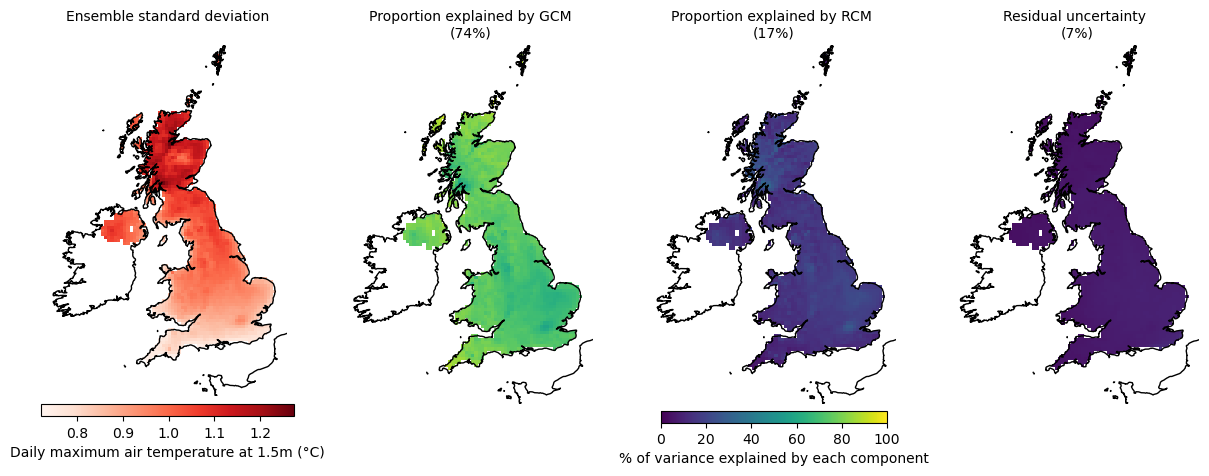 Ensemble standard deviation
Proportion explained by GCM
(74%)
Proportion explained by RCM
(17%)
Residual uncertainty
(7%)
0.8 0.9 1.0 1.1 1.2
Daily maximum air temperature at 1.5m (°C)
0 20 40 60 80 100
% of variance explained by each component